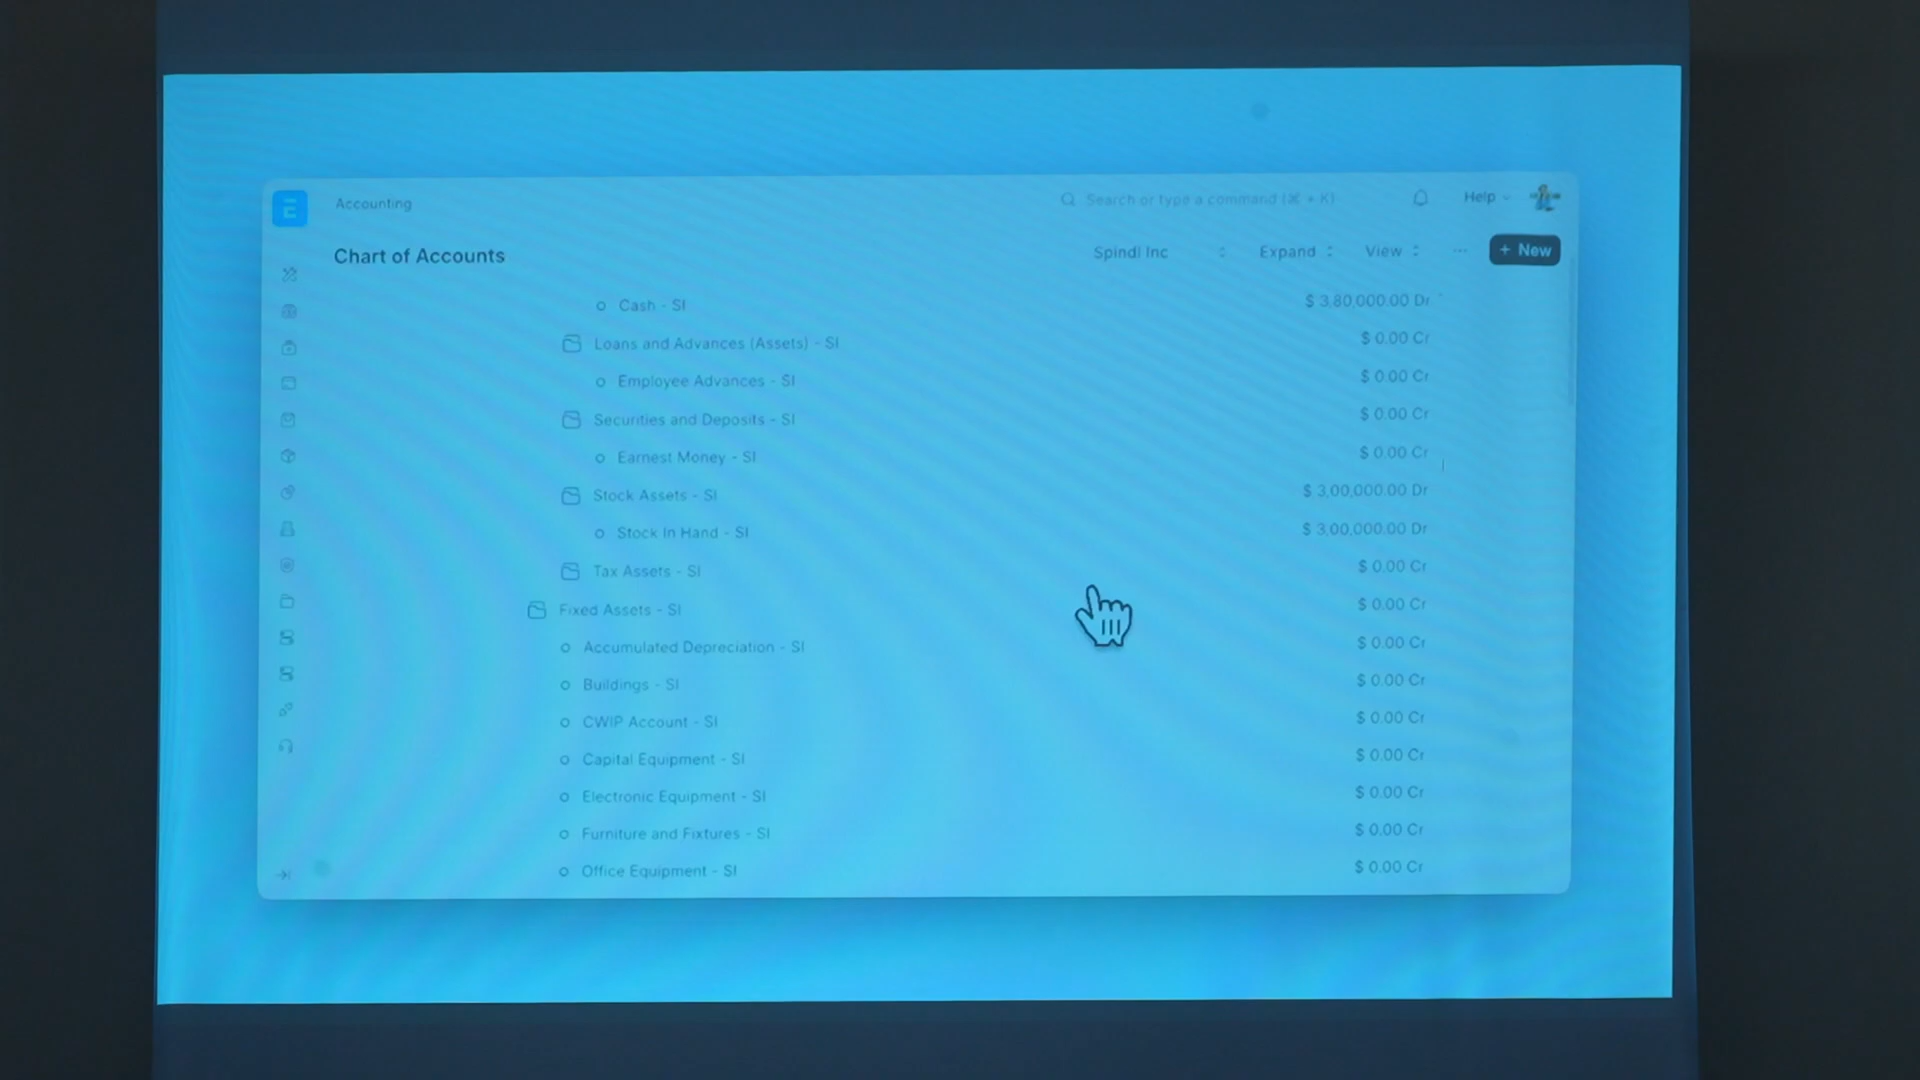 E
Accounting
Search or type a command (⌘ + K)
Help
Chart of Accounts
Spindl Inc
Expand
View
...
+ New
Cash - SI $ 3,80,000.00 Dr
Loans and Advances (Assets) - SI $ 0.00 Cr
Employee Advances - SI $ 0.00 Cr
Securities and Deposits - SI $ 0.00 Cr
Earnest Money - SI $ 0.00 Cr
Stock Assets - SI $ 3,00,000.00 Dr
Stock In Hand - SI $ 3,00,000.00 Dr
Tax Assets - SI $ 0.00 Cr
Fixed Assets - SI $ 0.00 Cr
Accumulated Depreciation - SI $ 0.00 Cr
Buildings - SI $ 0.00 Cr
CWIP Account - SI $ 0.00 Cr
Capital Equipment - SI $ 0.00 Cr
Electronic Equipment - SI $ 0.00 Cr
Furniture and Fixtures - SI $ 0.00 Cr
Office Equipment - SI $ 0.00 Cr